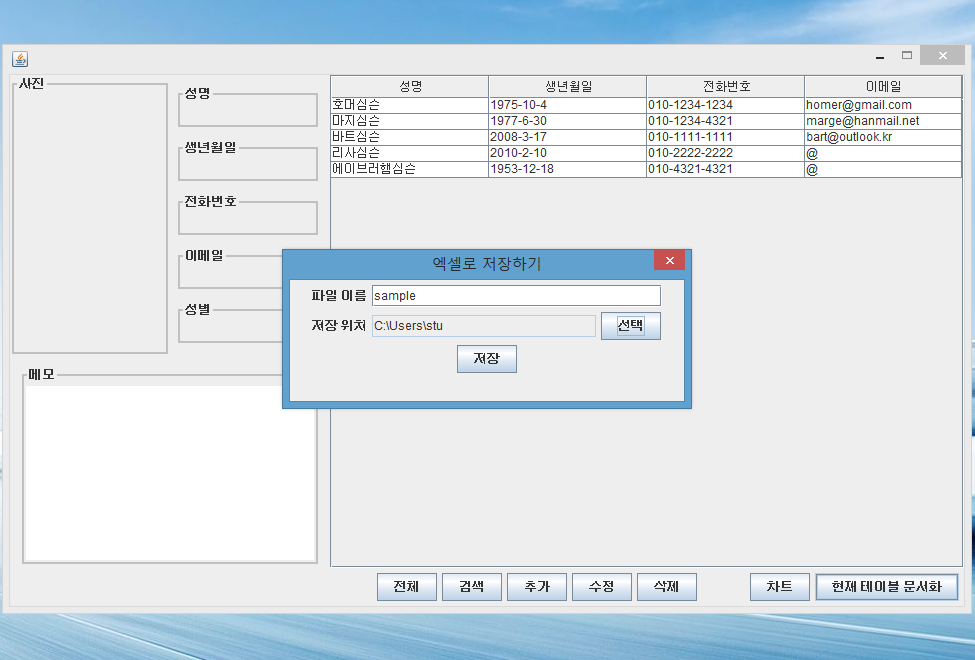 사진
성명
생년월일
전화번호
이메일
성별
메모
성명 생년월일 전화번호 이메일
호머심슨 1975-10-4 010-1234-1234 homer@gmail.com
마지심슨 1977-6-30 010-1234-4321 marge@hanmail.net
바트심슨 2008-3-17 010-1111-1111 bart@outlook.kr
리사심슨 2010-2-10 010-2222-2222 @
에이브러햄심슨 1953-12-18 010-4321-4321 @
엑셀로 저장하기
파일 이름 sample
저장 위치 C:\Users\stu 선택
저장
전체 검색 추가 수정 삭제 차트 현재 테이블 문서화